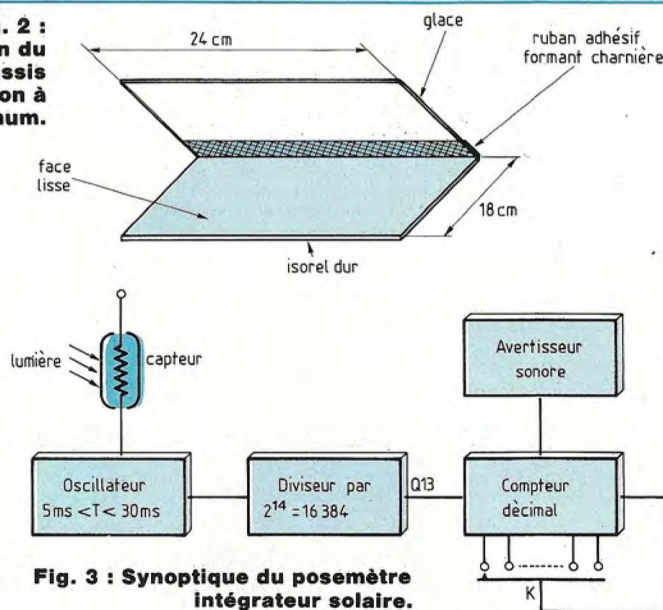 g. 2 :
n du
ssis
on à
num.
24 cm
glace
ruban adhésif
formant charnière
face
lisse
18 cm
isorel dur
lumière
capteur
Avertisseur
sonore
Oscillateur
5ms <T< 30ms
Diviseur par
2¹⁴ = 16 384
Q13
Compteur
dècimal
K
Fig. 3 : Synoptique du posemètre
intégrateur solaire.